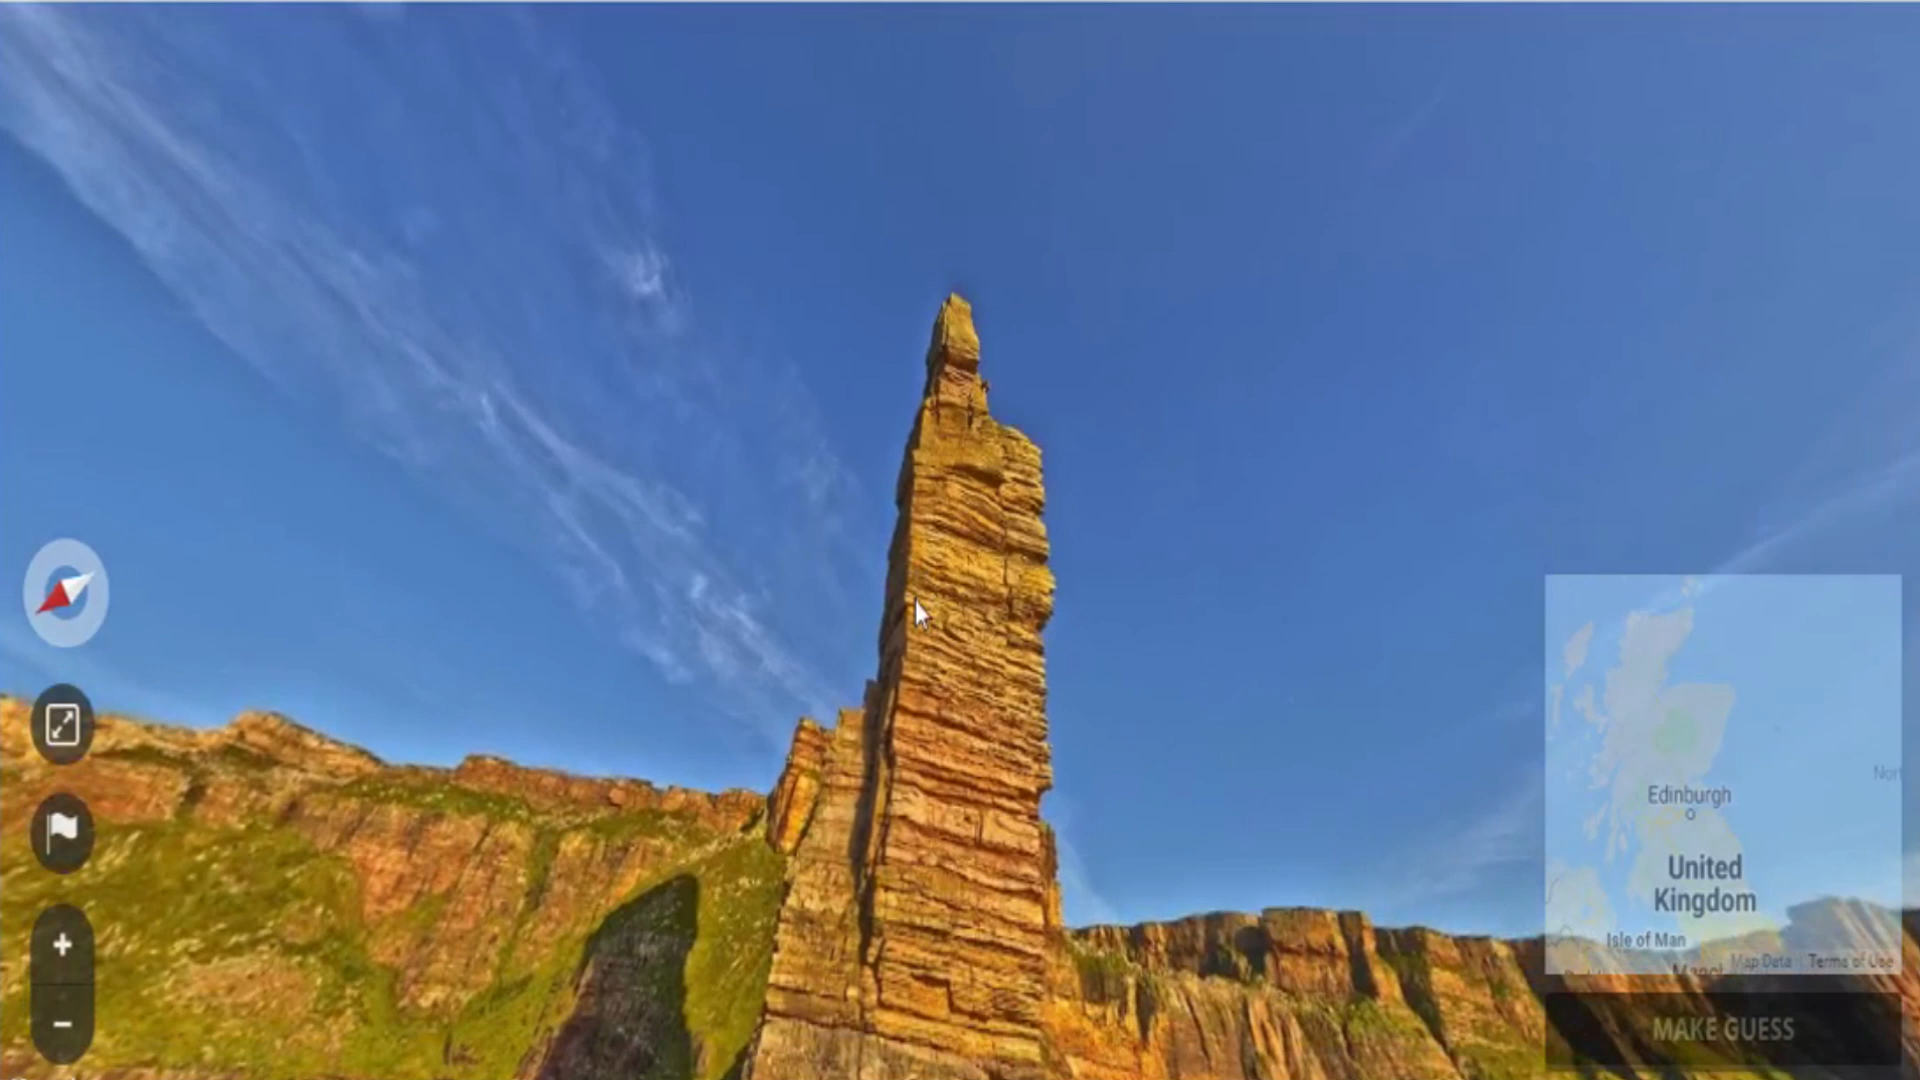 Edinburgh
United
Kingdom
Isle of Man
Map Data
Terms of Use
MAKE GUESS